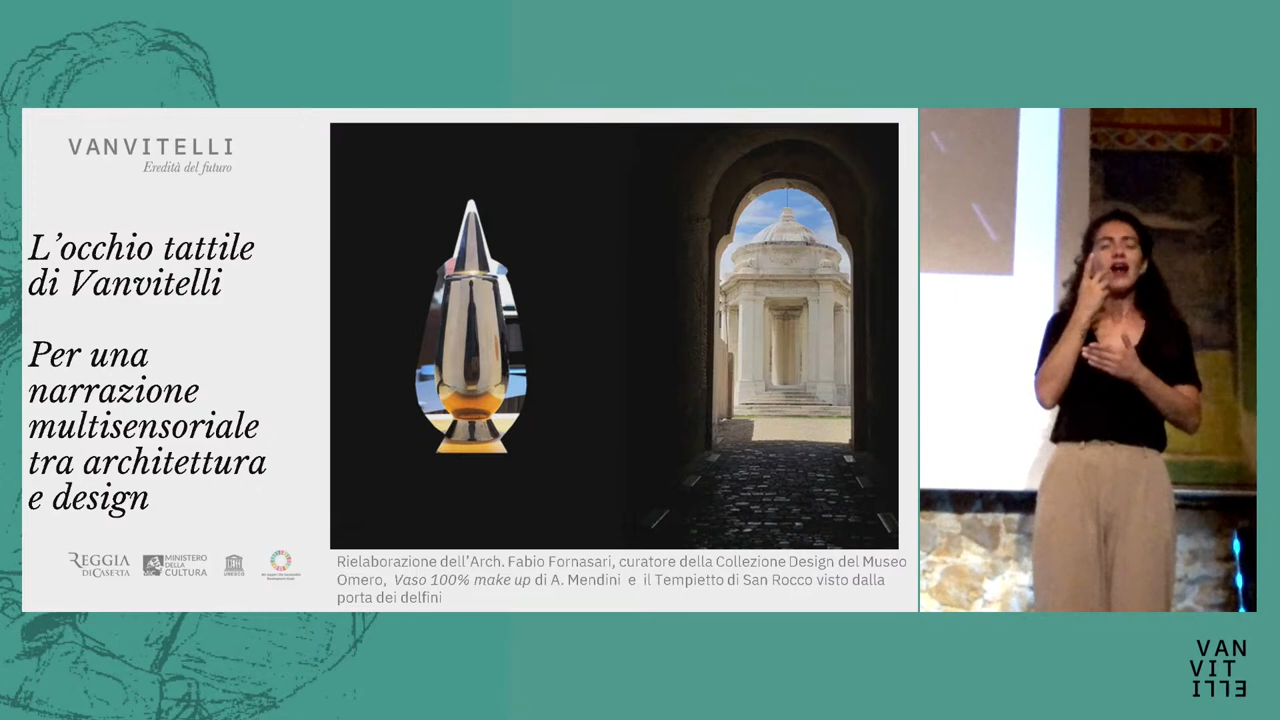 VANVITELLI
Eredità del futuro
L'occhio tattile
di Vanvitelli
Per una
narrazione
multisensoriale
tra architettura
e design
REGGIA
DI CASERTA
MINISTERO
DELLA
CULTURA
UNESCO
Rielaborazione dell'Arch. Fabio Fornasari, curatore della Collezione Design del Museo
Omero, Vaso 100% make up di A. Mendini e il Tempietto di San Rocco visto dalla
porta dei delfini
VAN
VIT
ELLI